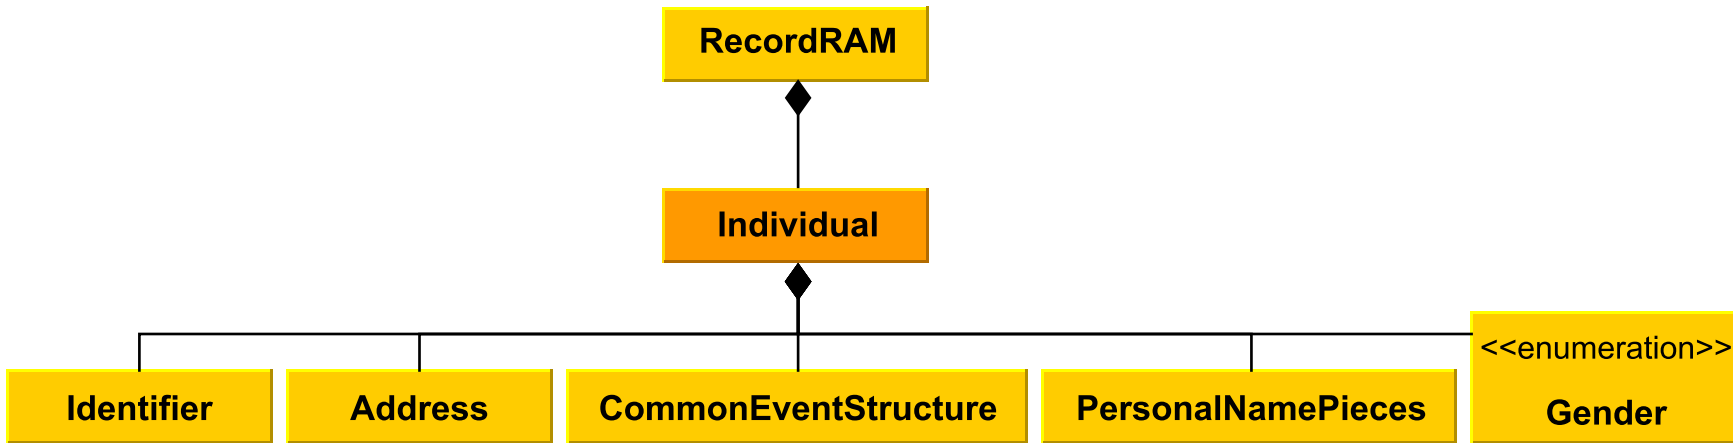 RecordRAM
Individual
<<enumeration>>
Identifier
Address
CommonEventStructure
PersonalNamePieces
Gender